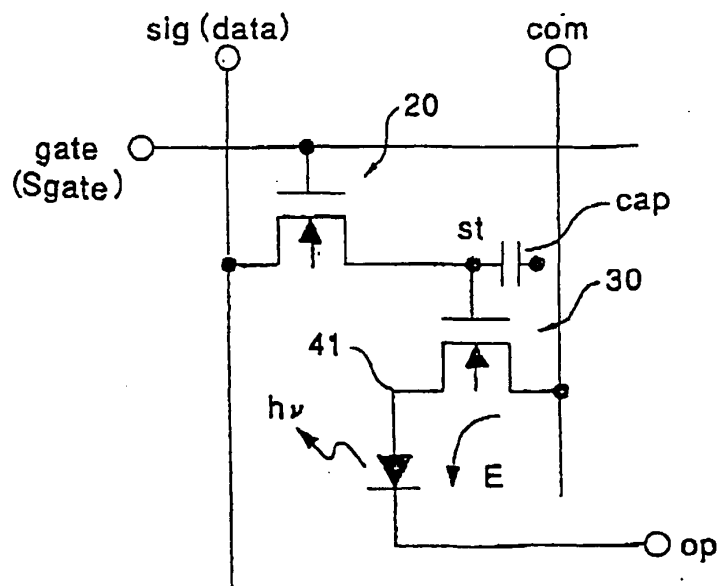 sig (data)
com
20
gate
(Sgate)
cap
st
30
41
hν
E
op